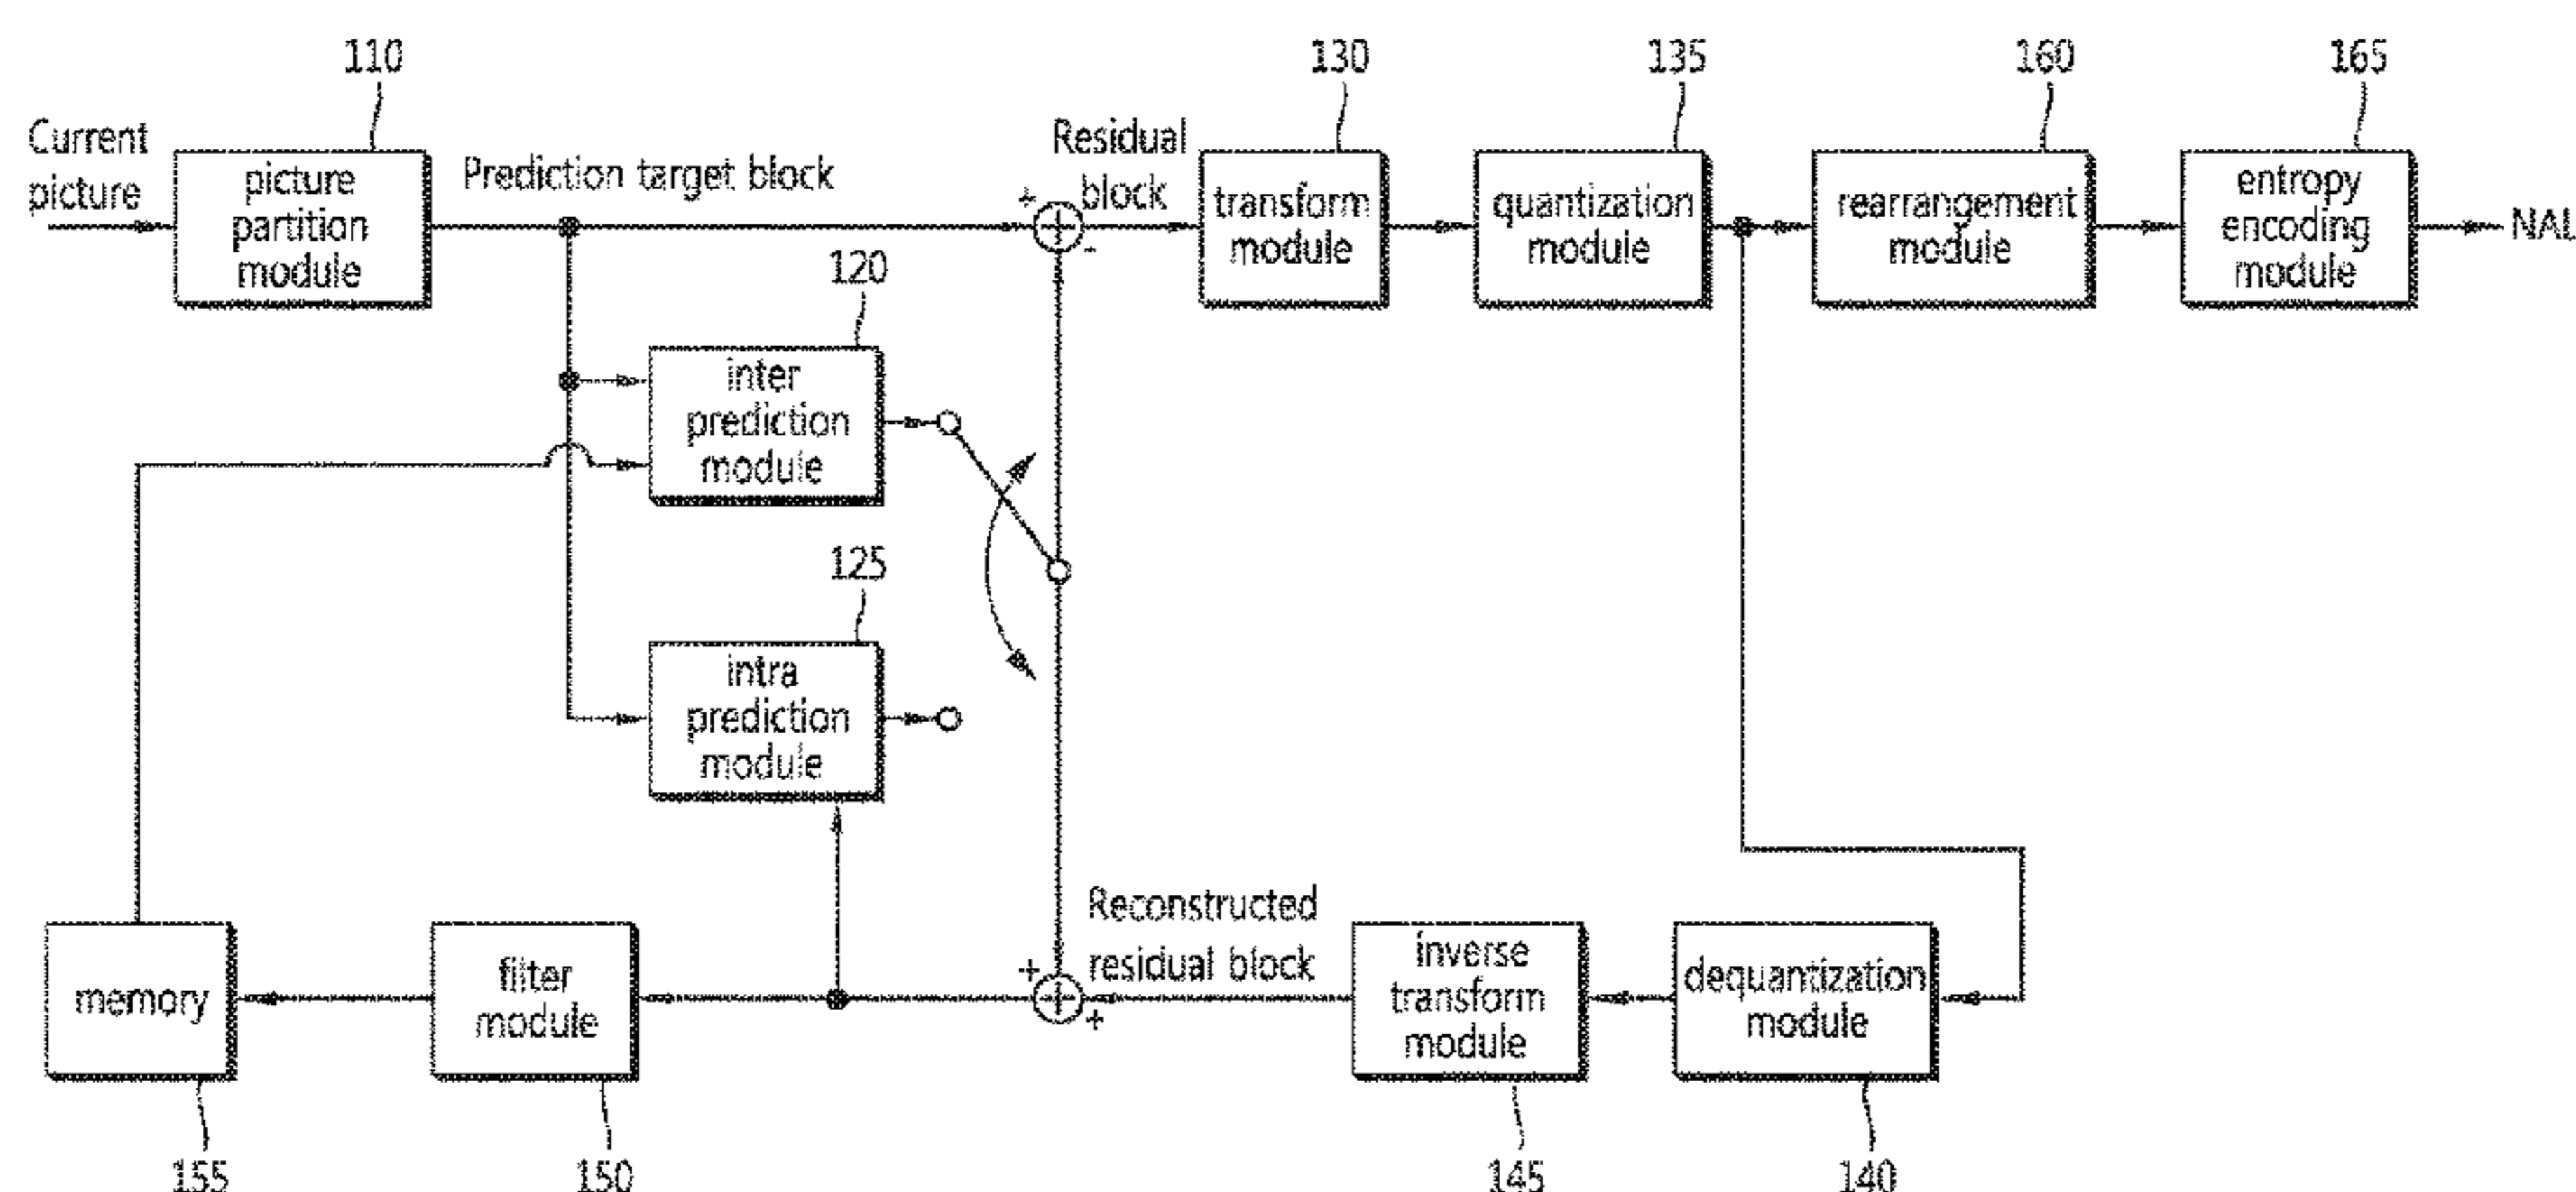 110
130
135
160
165
Current
picture
picture
partition
module
Prediction target block
+
-
Residual
block
transform
module
quantization
module
rearrangement
module
entropy
encoding
module
NAL
120
inter
prediction
module
125
intra
prediction
module
memory
filter
module
+
+
Reconstructed
residual block
inverse
transform
module
dequantization
module
155
150
145
140